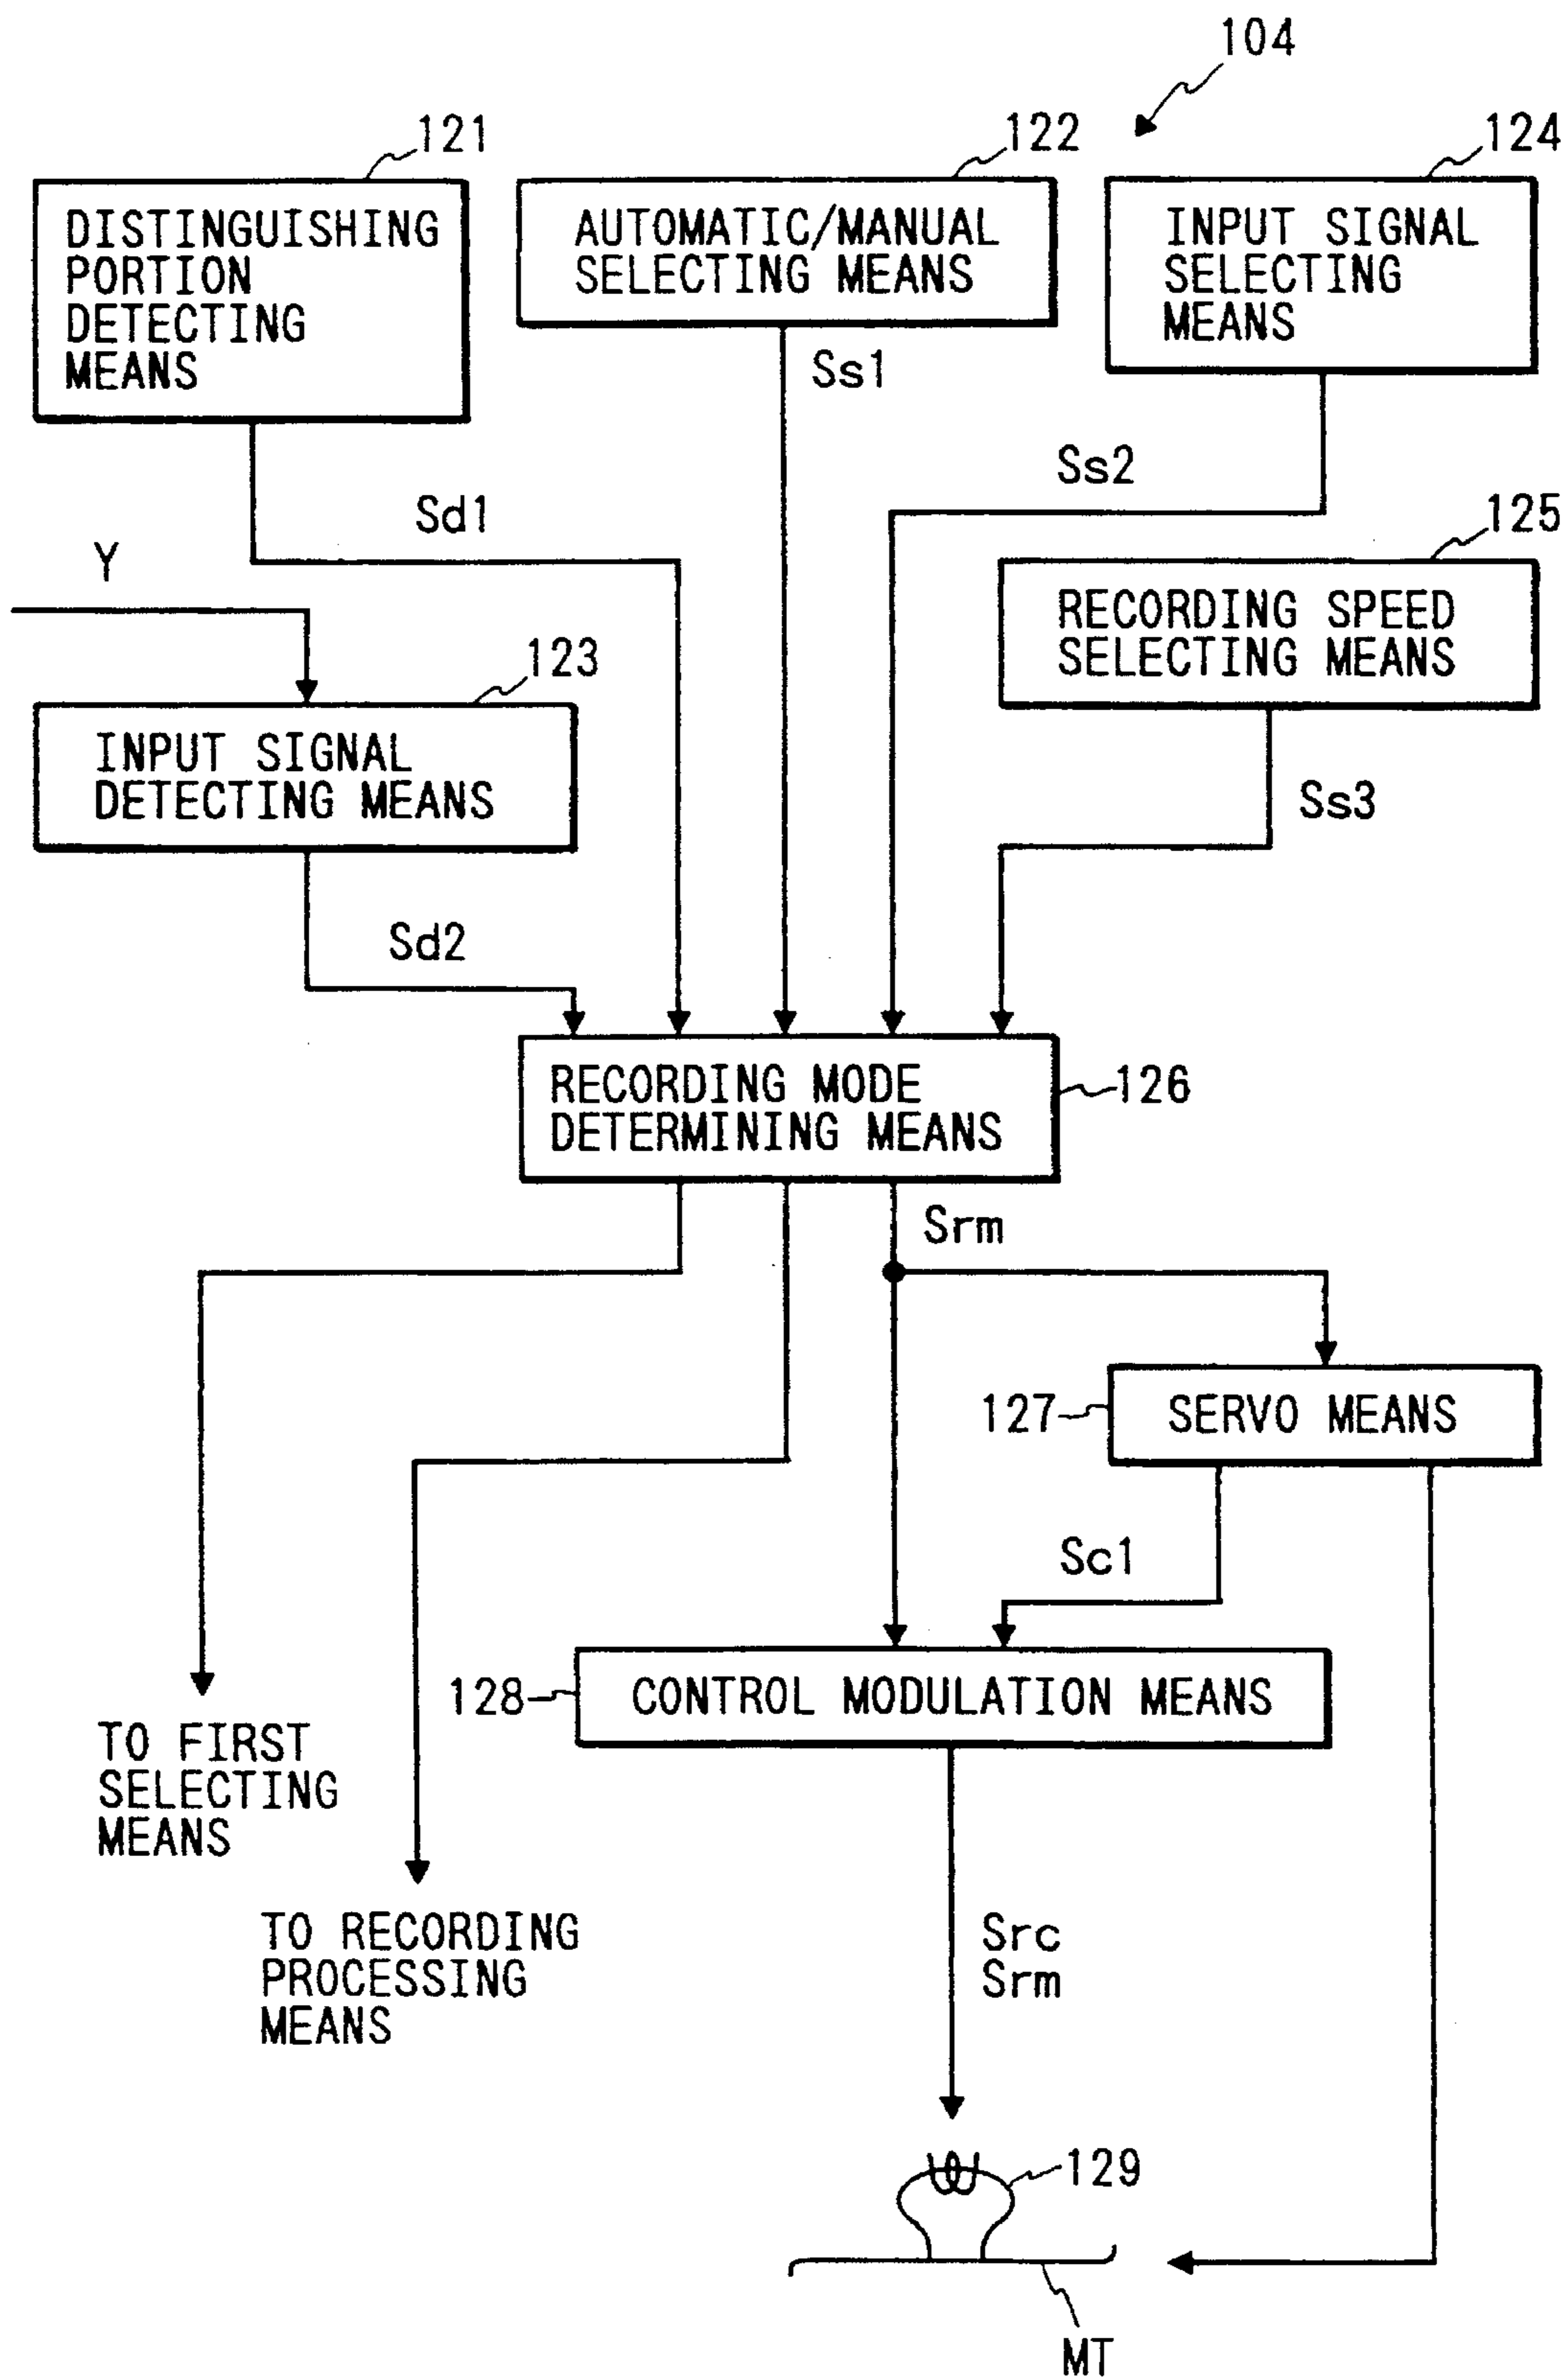 104
121
122
124
DISTINGUISHING
PORTION
DETECTING
MEANS
AUTOMATIC/MANUAL
SELECTING MEANS
INPUT SIGNAL
SELECTING
MEANS
Ss1
Ss2
Sd1
125
Y
RECORDING SPEED
SELECTING MEANS
123
INPUT SIGNAL
DETECTING MEANS
Ss3
Sd2
RECORDING MODE
DETERMINING MEANS
126
Srm
127
SERVO MEANS
Sc1
128
CONTROL MODULATION MEANS
TO FIRST
SELECTING
MEANS
TO RECORDING
PROCESSING
MEANS
Src
Srm
129
MT